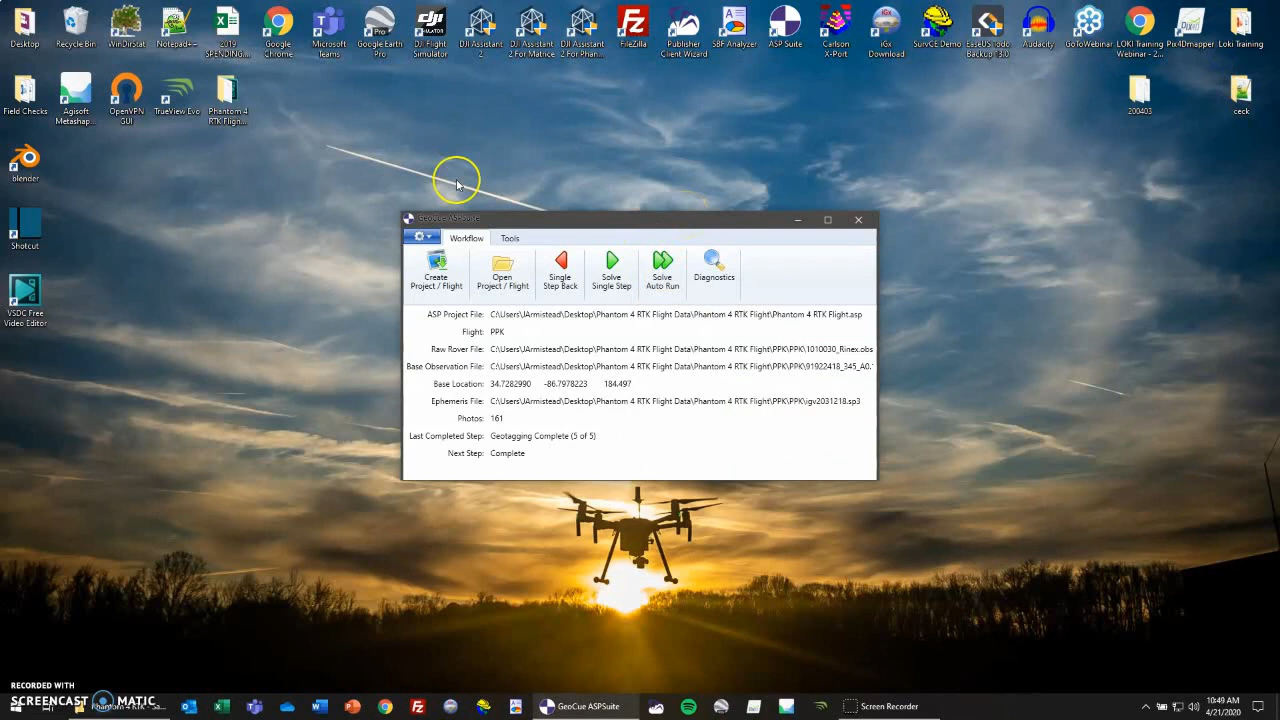 Desktop
Recycle Bin
WinDirStat
Notepad++
2019 SPENDING...
Google Chrome
Microsoft Teams
Google Earth Pro
DJI Flight Simulator
DJI Assistant 2
DJI Assistant 2 For Matrice
DJI Assistant 2 For Phan...
FileZilla
Publisher Client Wizard
SBF Analyzer
ASP Suite
Carlson X-Port
iGx Download
SurvCE Demo
EaseUS Todo Backup 13.0
Audacity
GoToWebinar
LOKI Training Webinar - 2...
Pix4Dmapper
Loki Training
Field Checks
Agisoft Metashap...
OpenVPN GUI
TrueView Evo
Phantom 4 RTK Fligh...
200403
ceck
blender
Shotcut
VSDC Free Video Editor
GeoCue ASPSuite
Workflow
Tools
Create Project / Flight
Open Project / Flight
Single Step Back
Solve Single Step
Solve Auto Run
Diagnostics
ASP Project File: C:\Users\JArmistead\Desktop\Phantom 4 RTK Flight Data\Phantom 4 RTK Flight\Phantom 4 RTK Flight.asp
Flight: PPK
Raw Rover File: C:\Users\JArmistead\Desktop\Phantom 4 RTK Flight Data\Phantom 4 RTK Flight\PPK\PPK\1010030_Rinex.obs
Base Observation File: C:\Users\JArmistead\Desktop\Phantom 4 RTK Flight Data\Phantom 4 RTK Flight\PPK\PPK\91922418_345_A0.
Base Location: 34.7282990 -86.7978223 184.497
Ephemeris File: C:\Users\JArmistead\Desktop\Phantom 4 RTK Flight Data\Phantom 4 RTK Flight\PPK\PPK\igv2031218.sp3
Photos: 161
Last Completed Step: Geotagging Complete (5 of 5)
Next Step: Complete
RECORDED WITH
SCREENCAST MATIC
Phantom 4 RTK - Sa...
GeoCue ASPSuite
Screen Recorder
10:49 AM
4/21/2020